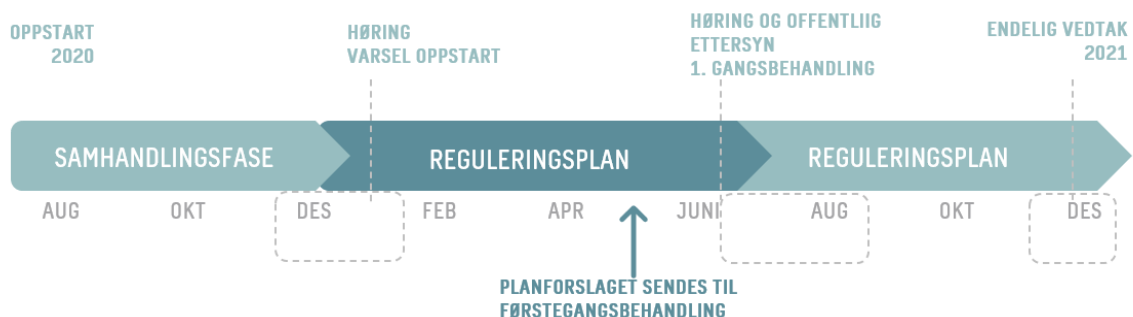 OPPSTART
2020
HØRING
VARSEL OPPSTART
HØRING OG OFFENTLIIG
ETTERSYN
1. GANGSBEHANDLING
ENDELIG VEDTAK
2021
SAMHANDLINGSFASE
REGULERINGSPLAN
REGULERINGSPLAN
AUG
OKT
DES
FEB
APR
JUNI
AUG
OKT
DES
PLANFORSLAGET SENDES TIL
FØRSTEGANGSBEHANDLING